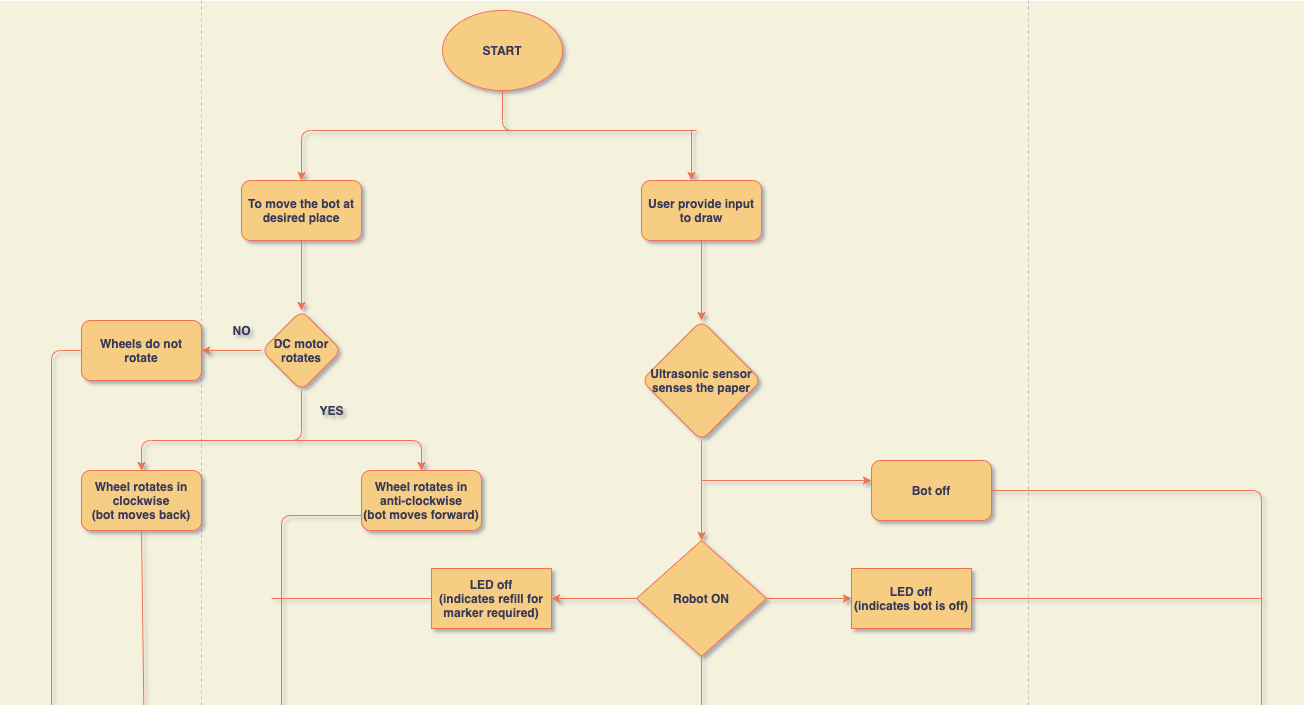 START
To move the bot at
desired place
User provide input
to draw
NO
Wheels do not
rotate
DC motor
rotates
Ultrasonic sensor
senses the paper
YES
Wheel rotates in
clockwise
(bot moves back)
Wheel rotates in
anti-clockwise
(bot moves forward)
Bot off
LED off
(indicates refill for
marker required)
Robot ON
LED off
(indicates bot is off)